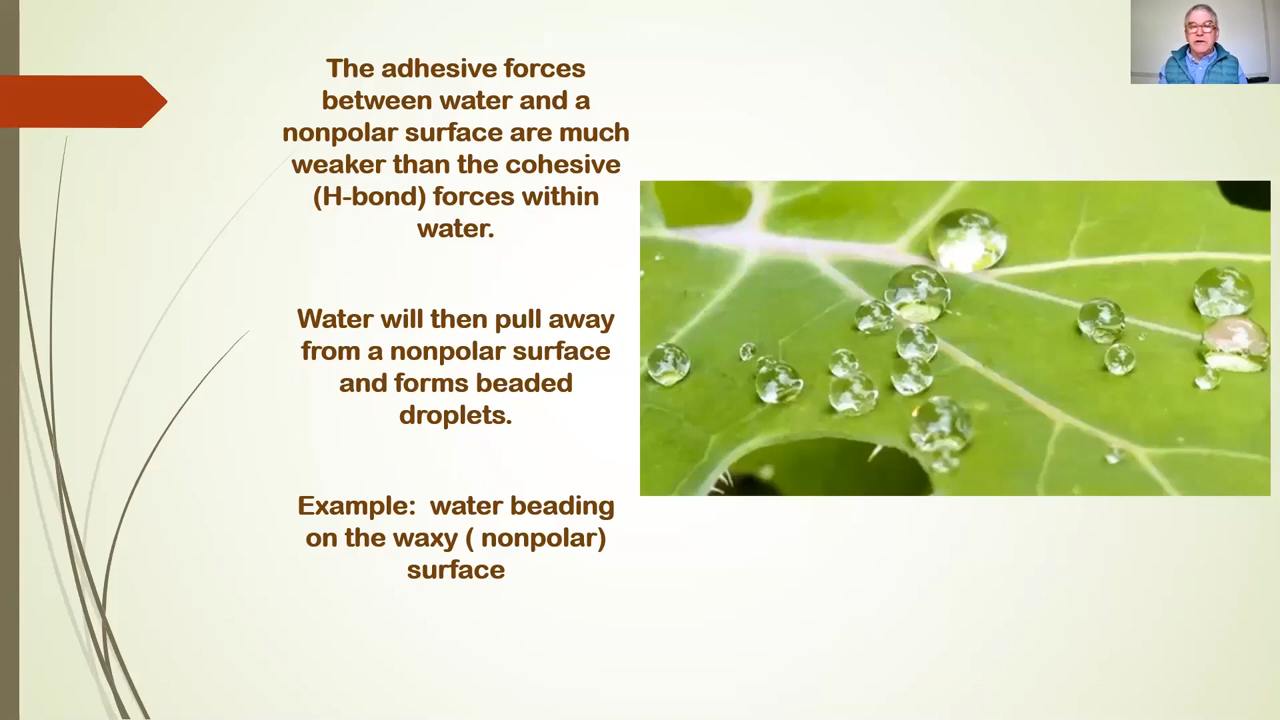 The adhesive forces
between water and a
nonpolar surface are much
weaker than the cohesive
(H-bond) forces within
water.
Water will then pull away
from a nonpolar surface
and forms beaded
droplets.
Example:  water beading
on the waxy ( nonpolar)
surface